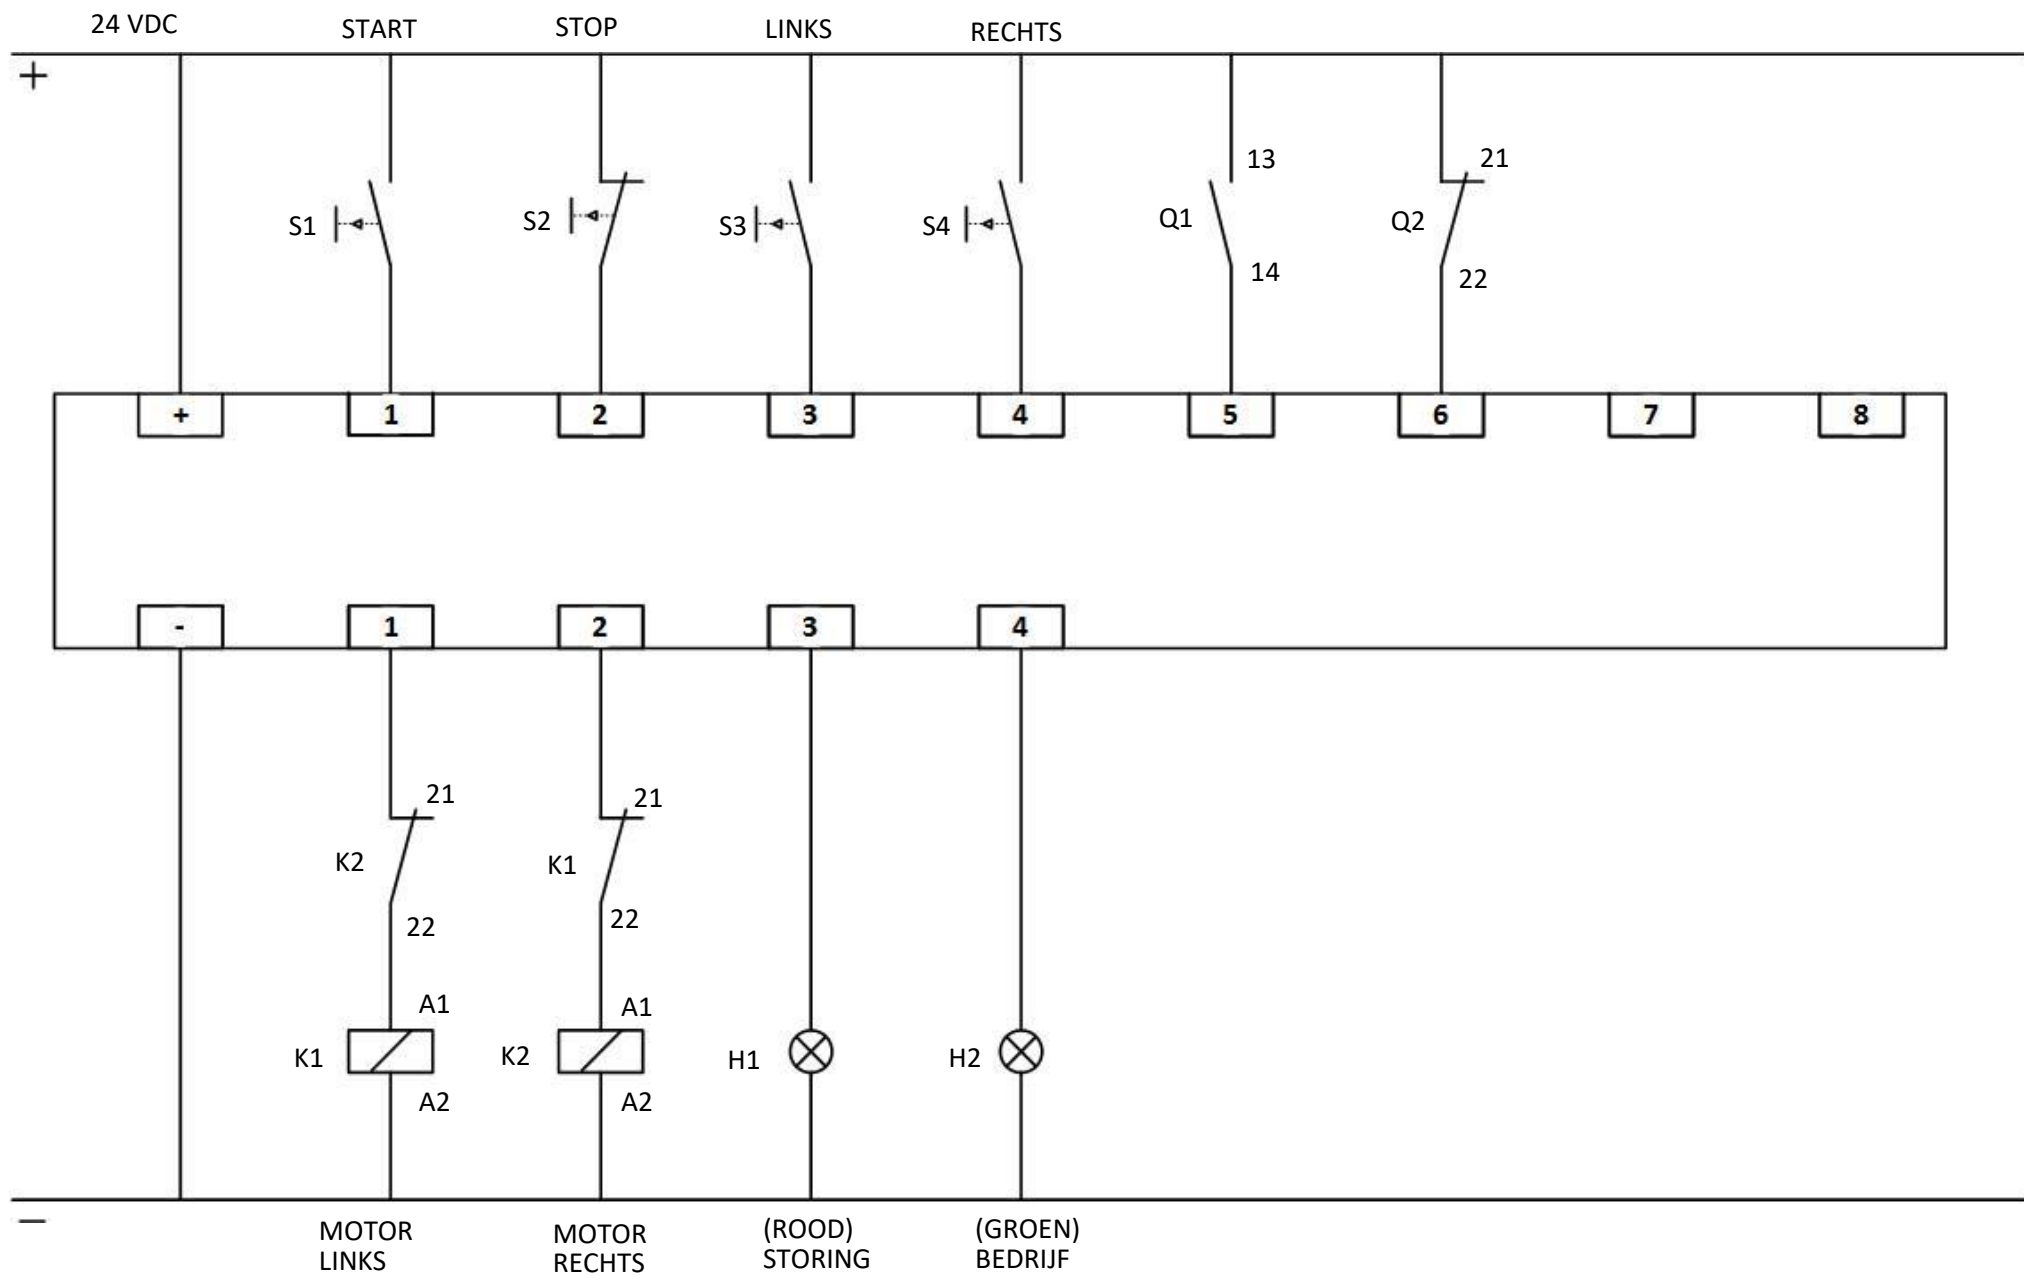 24 VDC
START
STOP
LINKS
RECHTS
+
S1
S2
S3
S4
13
Q1
14
21
Q2
22
+
1
2
3
4
5
6
7
8
-
1
2
3
4
21
K2
22
21
K1
22
A1
K1
A2
A1
K2
A2
H1
H2
–
MOTOR
LINKS
MOTOR
RECHTS
(ROOD)
STORING
(GROEN)
BEDRIJF